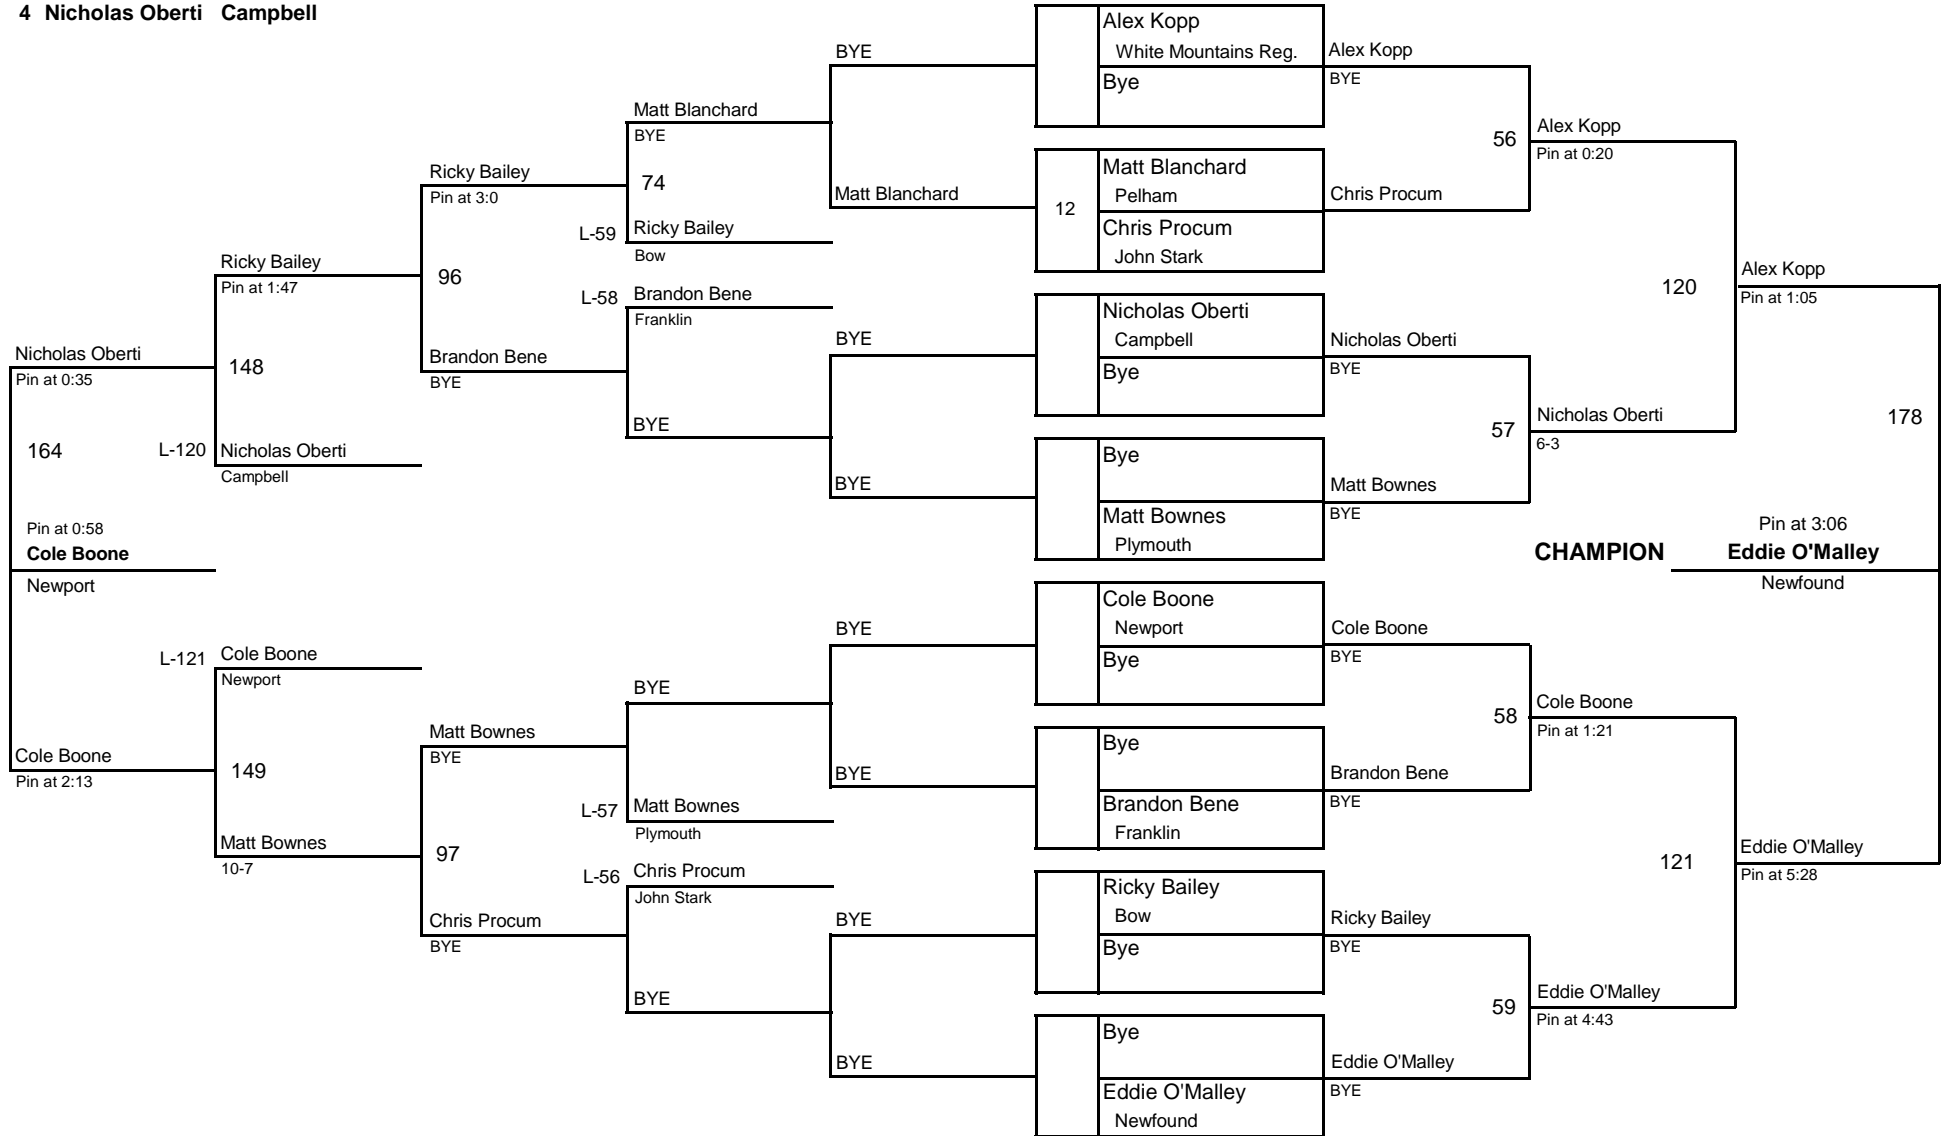 4 Nicholas Oberti Campbell
Alex Kopp
White Mountains Reg.
Bye
Matt Blanchard
Pelham
Chris Procum
John Stark
12
Nicholas Oberti
Campbell
Bye
Bye
Matt Bownes
Plymouth
Cole Boone
Newport
Bye
Bye
Brandon Bene
Franklin
Ricky Bailey
Bow
Bye
Bye
Eddie O'Malley
Newfound
Alex Kopp
BYE
56
Chris Procum
Nicholas Oberti
BYE
57
Matt Bownes
BYE
Cole Boone
BYE
58
Brandon Bene
BYE
Ricky Bailey
BYE
59
Eddie O'Malley
BYE
Alex Kopp
Pin at 0:20
120
Nicholas Oberti
6-3
Cole Boone
Pin at 1:21
121
Eddie O'Malley
Pin at 4:43
Alex Kopp
Pin at 1:05
178
Pin at 3:06
CHAMPION Eddie O'Malley
Newfound
Eddie O'Malley
Pin at 5:28
BYE
Matt Blanchard
BYE
BYE
BYE
BYE
BYE
BYE
Matt Blanchard
BYE
74
L-59 Ricky Bailey
Bow
L-58 Brandon Bene
Franklin
BYE
BYE
L-57 Matt Bownes
Plymouth
L-56 Chris Procum
John Stark
BYE
Ricky Bailey
Pin at 3:0
96
Brandon Bene
BYE
Matt Bownes
BYE
97
Chris Procum
BYE
Ricky Bailey
Pin at 1:47
148
L-120 Nicholas Oberti
Campbell
L-121 Cole Boone
Newport
149
Matt Bownes
10-7
Nicholas Oberti
Pin at 0:35
164
Pin at 0:58
Cole Boone
Newport
Cole Boone
Pin at 2:13